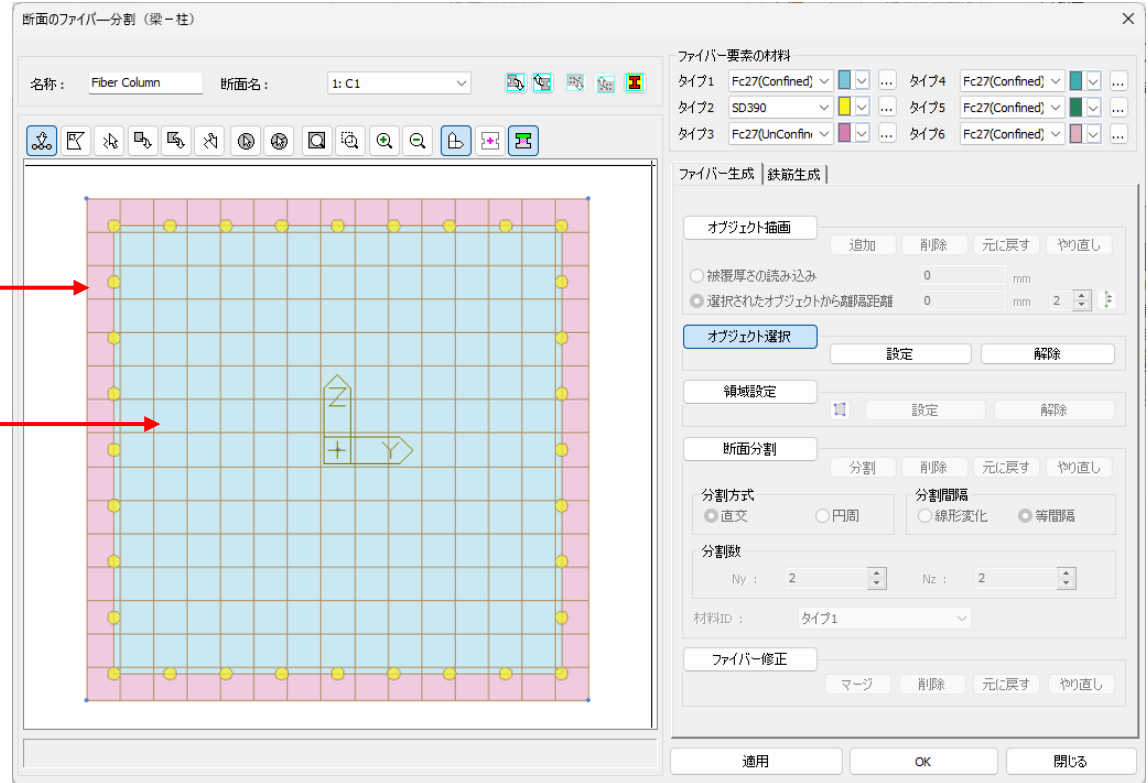 断面のファイバー分割（梁－柱）
名称： Fiber Column 断面名： 1: C1
ファイバー要素の材料
タイプ1 Fc27(Confined) ... タイプ4 Fc27(Confined) ...
タイプ2 SD390 ... タイプ5 Fc27(Confined) ...
タイプ3 Fc27(UnConfin ... タイプ6 Fc27(Confined) ...
ファイバー生成 鉄筋生成
オブジェクト描画
追加 削除 元に戻す やり直し
被覆厚さの読み込み 0 mm
選択されたオブジェクトから離隔距離 0 mm 2
オブジェクト選択
設定 解除
領域設定
設定 解除
断面分割
分割 削除 元に戻す やり直し
分割方式 分割間隔
直交 円周 線形変化 等間隔
分割数
Ny : 2 Nz : 2
材料ID : タイプ1
ファイバー修正
マージ 削除 元に戻す やり直し
Z
Y
適用 OK 閉じる